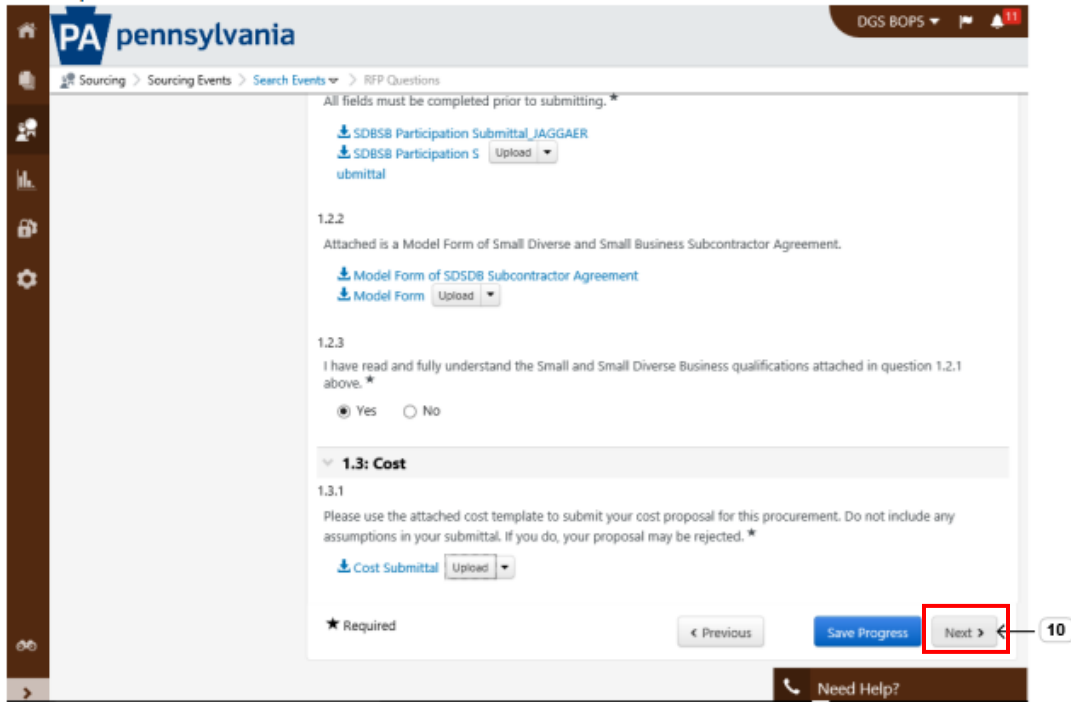 DGS BOPS
11
PA pennsylvania
Sourcing > Sourcing Events > Search Events > RFP Questions
All fields must be completed prior to submitting. ★
SDBSB Participation Submittal_JAGGAER
SDBSB Participation S Upload
ubmittal
1.2.2
Attached is a Model Form of Small Diverse and Small Business Subcontractor Agreement.
Model Form of SDSDB Subcontractor Agreement
Model Form Upload
1.2.3
I have read and fully understand the Small and Small Diverse Business qualifications attached in question 1.2.1
above. ★
Yes No
1.3: Cost
1.3.1
Please use the attached cost template to submit your cost proposal for this procurement. Do not include any
assumptions in your submittal. If you do, your proposal may be rejected. ★
Cost Submittal Upload
★ Required
< Previous Save Progress Next > 10
Need Help?